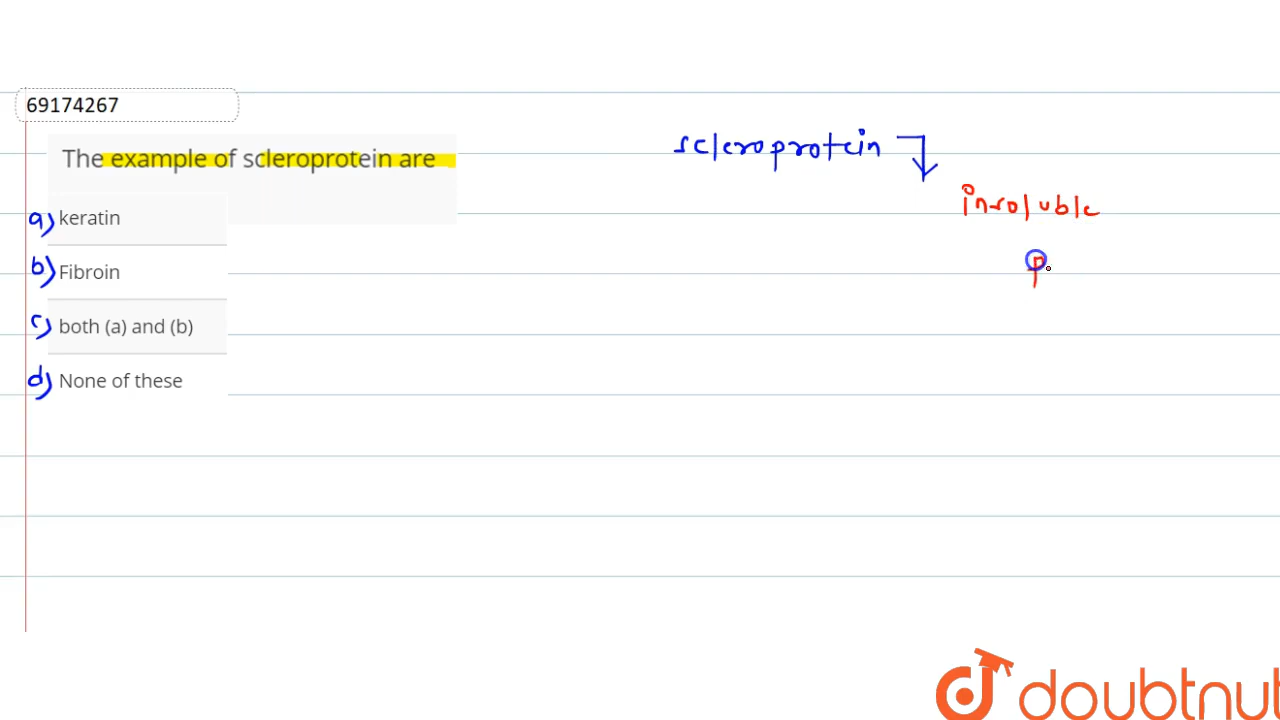 69174267
The example of scleroprotein are
a) keratin
b) Fibroin
c) both (a) and (b)
d) None of these
scleroprotein
insoluble
p
doubtnut